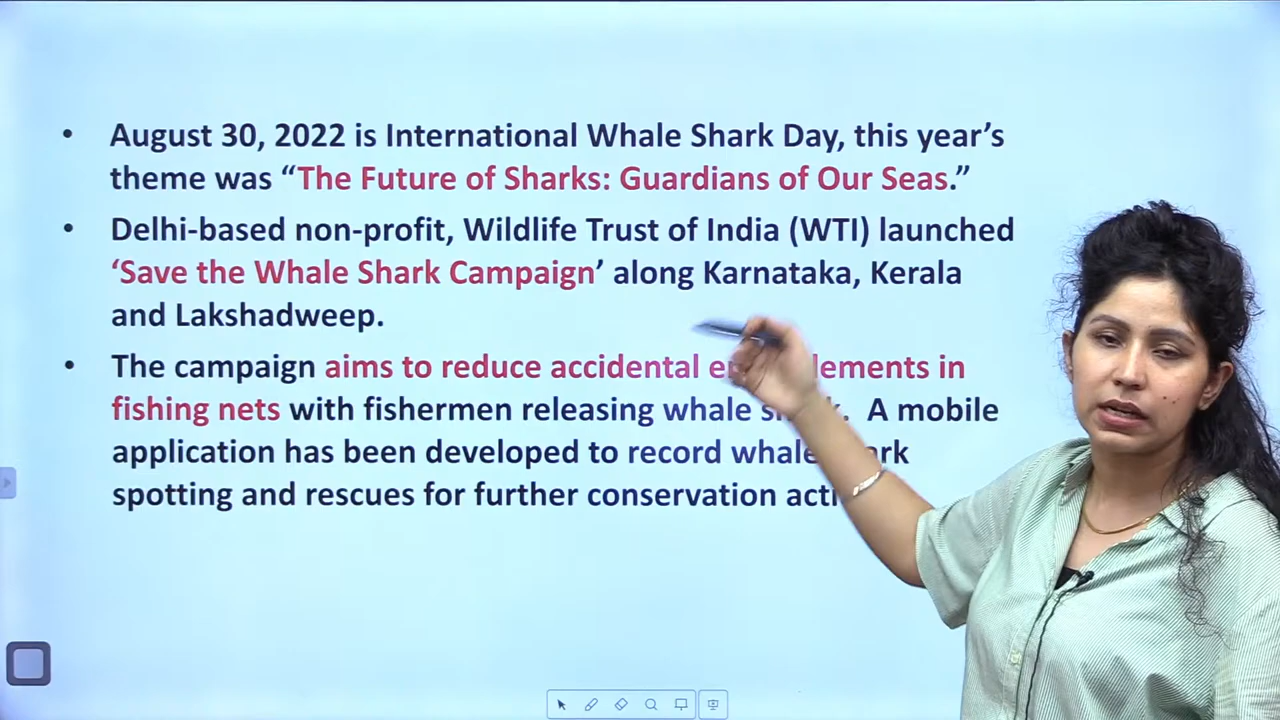 • August 30, 2022 is International Whale Shark Day, this year's
theme was “The Future of Sharks: Guardians of Our Seas.”
• Delhi-based non-profit, Wildlife Trust of India (WTI) launched
‘Save the Whale Shark Campaign’ along Karnataka, Kerala
and Lakshadweep.
• The campaign aims to reduce accidental in
fishing nets with fishermen releasing whale . A mobile
application has been developed to record whale
spotting and rescues for further conservation